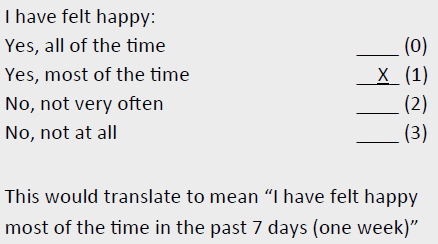 I have felt happy:
Yes, all of the time ____ (0)
Yes, most of the time __X__ (1)
No, not very often ____ (2)
No, not at all ____ (3)
This would translate to mean “I have felt happy
most of the time in the past 7 days (one week)”